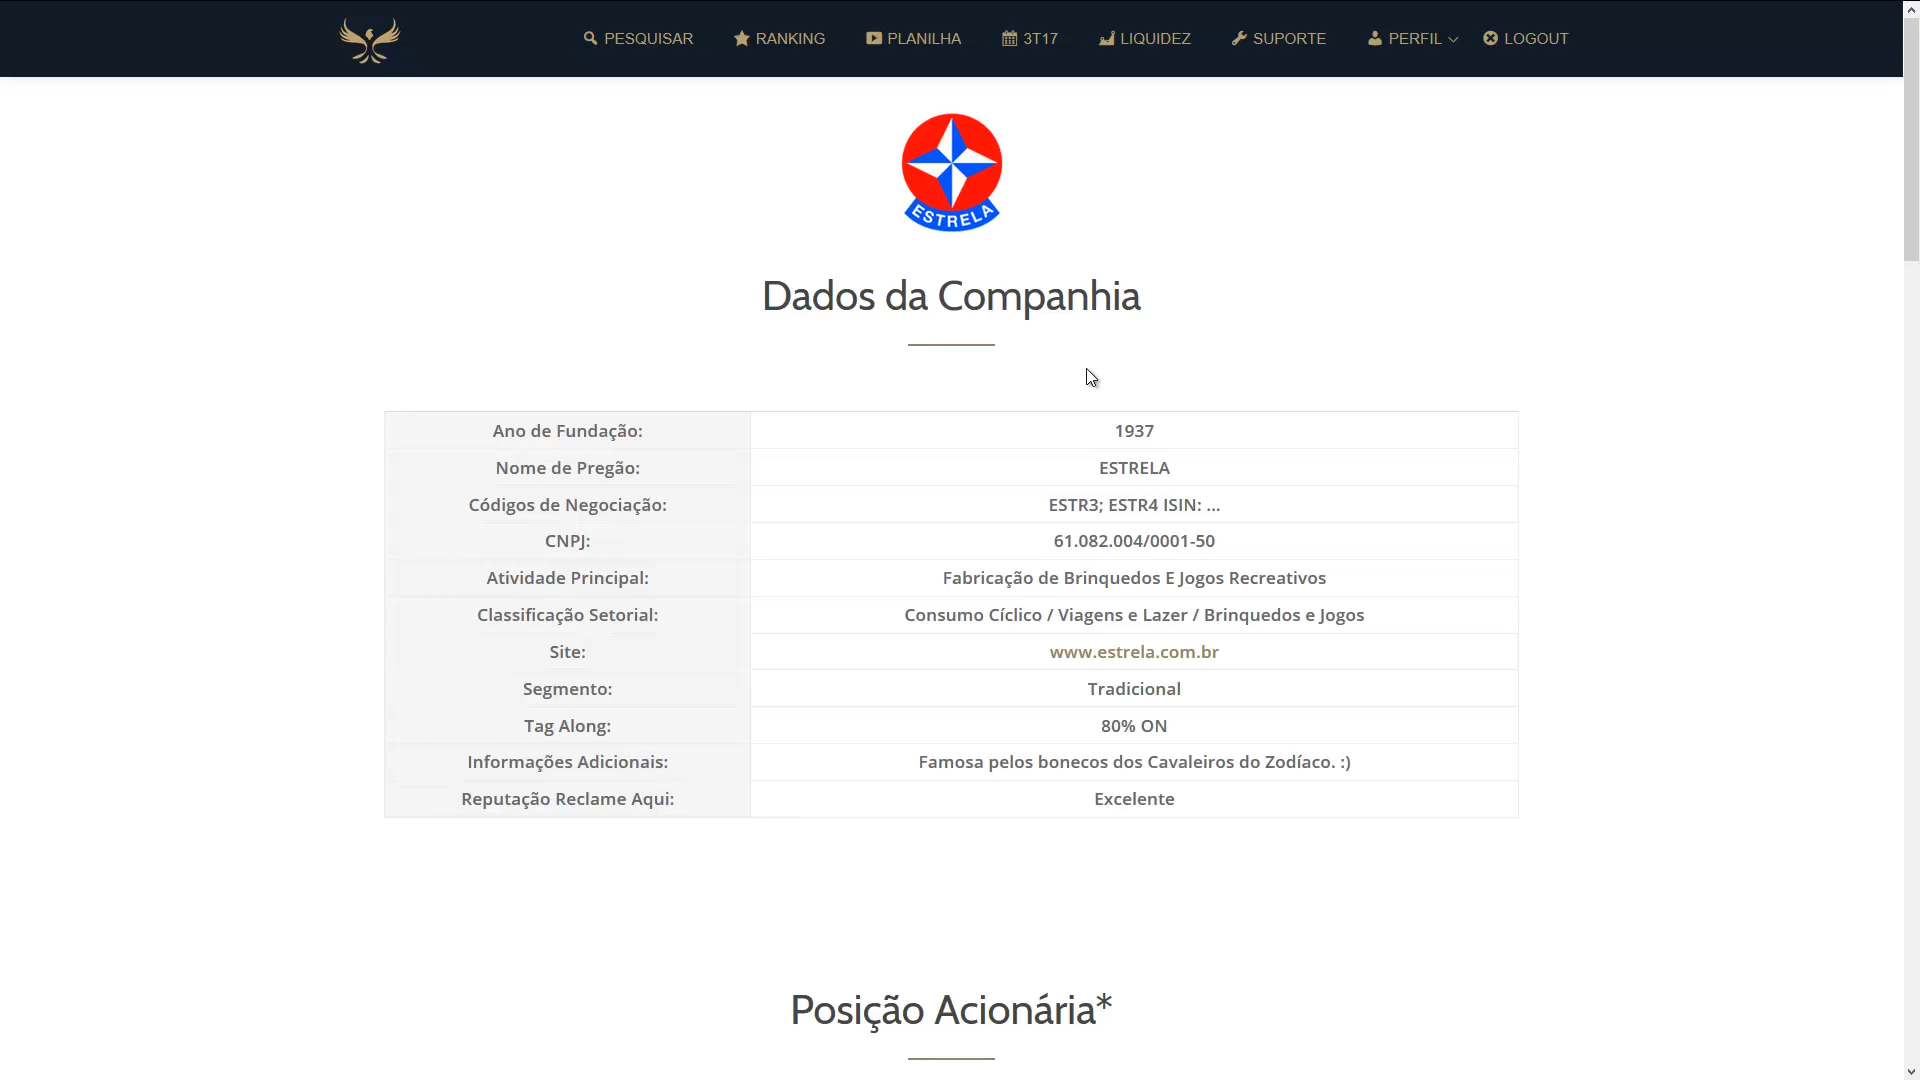 PESQUISAR RANKING PLANILHA 3T17 LIQUIDEZ SUPORTE PERFIL LOGOUT
ESTRELA
Dados da Companhia
Ano de Fundação: 1937
Nome de Pregão: ESTRELA
Códigos de Negociação: ESTR3; ESTR4 ISIN: ...
CNPJ: 61.082.004/0001-50
Atividade Principal: Fabricação de Brinquedos E Jogos Recreativos
Classificação Setorial: Consumo Cíclico / Viagens e Lazer / Brinquedos e Jogos
Site: www.estrela.com.br
Segmento: Tradicional
Tag Along: 80% ON
Informações Adicionais: Famosa pelos bonecos dos Cavaleiros do Zodíaco. :)
Reputação Reclame Aqui: Excelente
Posição Acionária*